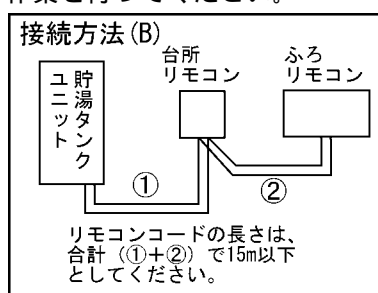 作業を行ってください。
接続方法(B)
台所
リモコン
ふろ
リモコン
貯湯タンク
ユニット
①
②
リモコンコードの長さは、
合計(①+②)で15m以下
としてください。